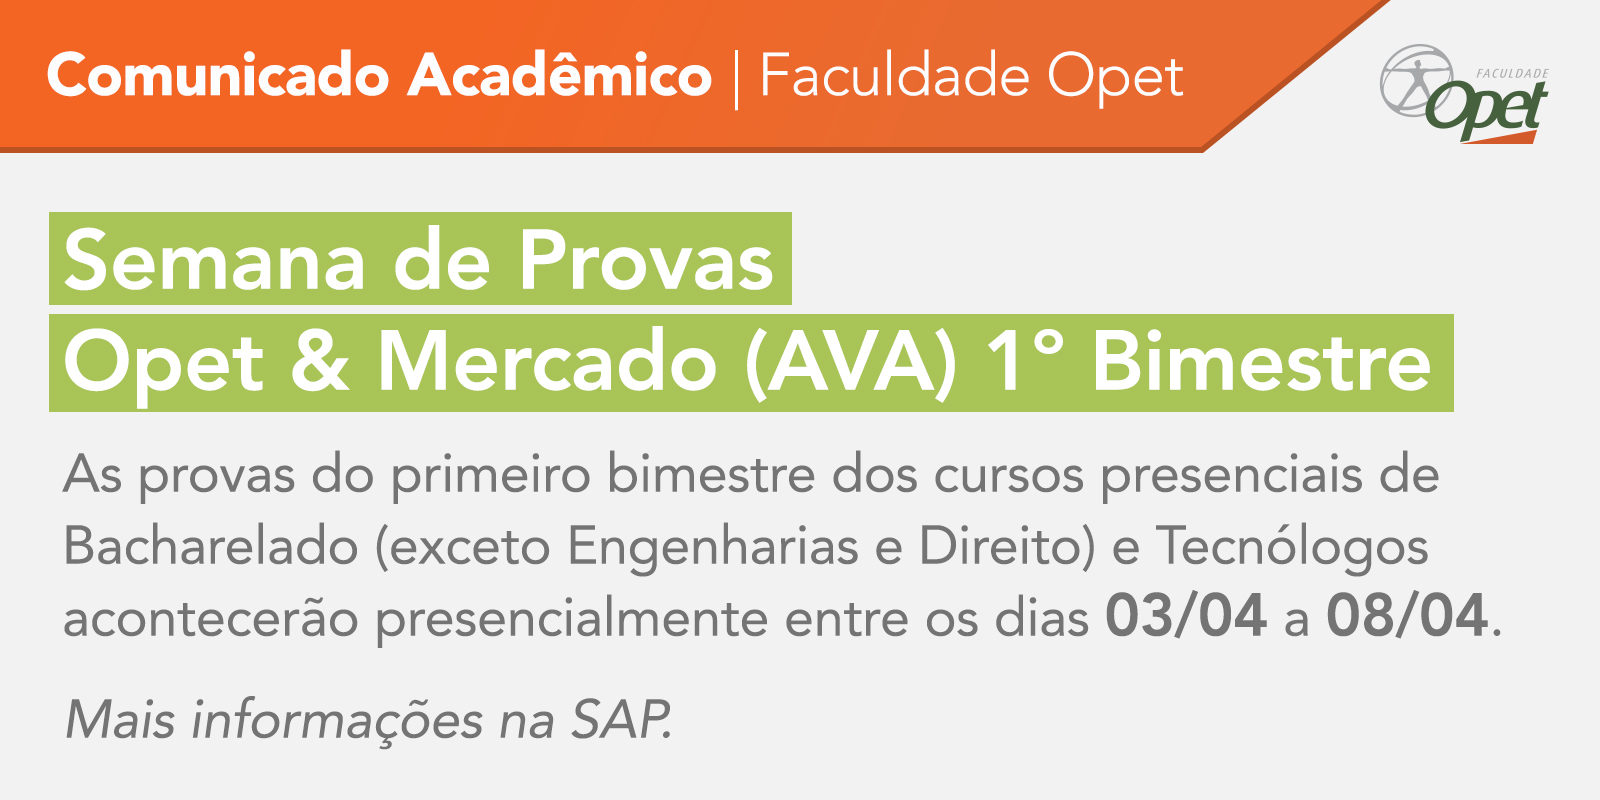 Comunicado Acadêmico | Faculdade Opet
FACULDADE
Opet
Semana de Provas
Opet & Mercado (AVA) 1º Bimestre
As provas do primeiro bimestre dos cursos presenciais de
Bacharelado (exceto Engenharias e Direito) e Tecnólogos
acontecerão presencialmente entre os dias 03/04 a 08/04.
Mais informações na SAP.